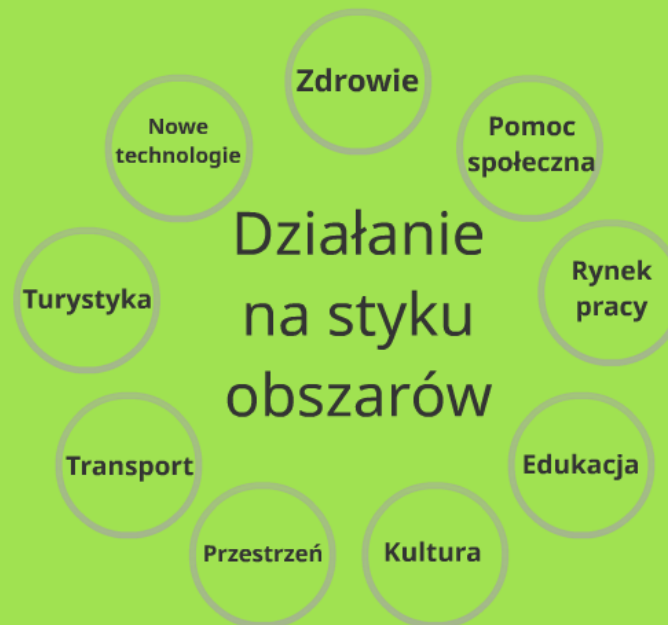 Zdrowie
Nowe
technologie
Pomoc
społeczna
Działanie
na styku
obszarów
Turystyka
Rynek
pracy
Transport
Edukacja
Przestrzeń
Kultura